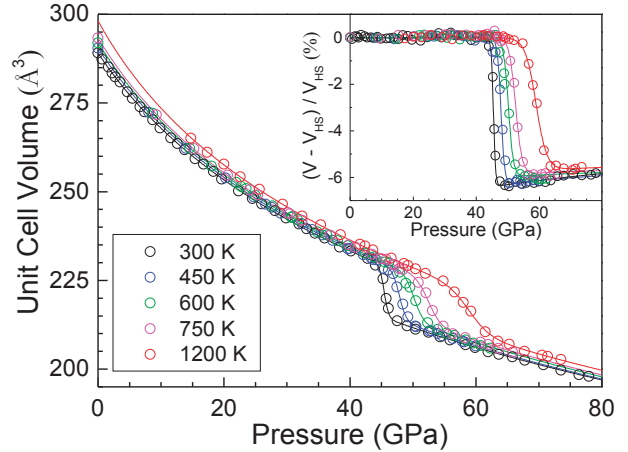 300
275
250
225
200
0
20
40
60
80
Unit Cell Volume (Å³)
Pressure (GPa)
300 K
450 K
600 K
750 K
1200 K
0
-2
-4
-6
0
20
40
60
(V - V_HS) / V_HS (%)
Pressure (GPa)